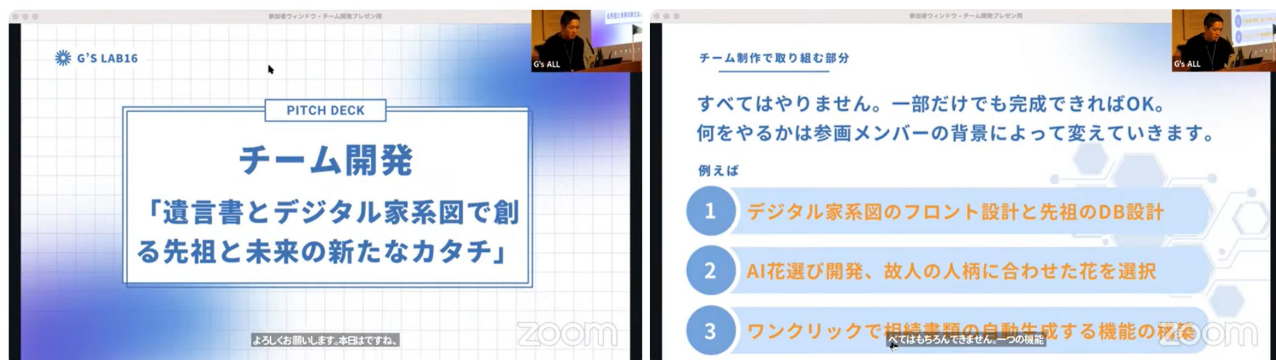 参加者ウィンドウ - チーム開発プレゼン用
G'S LAB16
G's ALL
PITCH DECK
チーム開発
「遺言書とデジタル家系図で創
る先祖と未来の新たなカタチ」
よろしくお願いします。本日はですね、
zoom
参加者ウィンドウ - チーム開発プレゼン用
G's ALL
チーム制作で取り組む部分
すべてはやりません。一部だけでも完成できればOK。
何をやるかは参画メンバーの背景によって変えていきます。
例えば
1 デジタル家系図のフロント設計と先祖のDB設計
2 AI花選び開発、故人の人柄に合わせた花を選択
3 ワンクリックで相続書類の自動生成する機能の構築
べてはもちろんできません。一つの機能
zoom